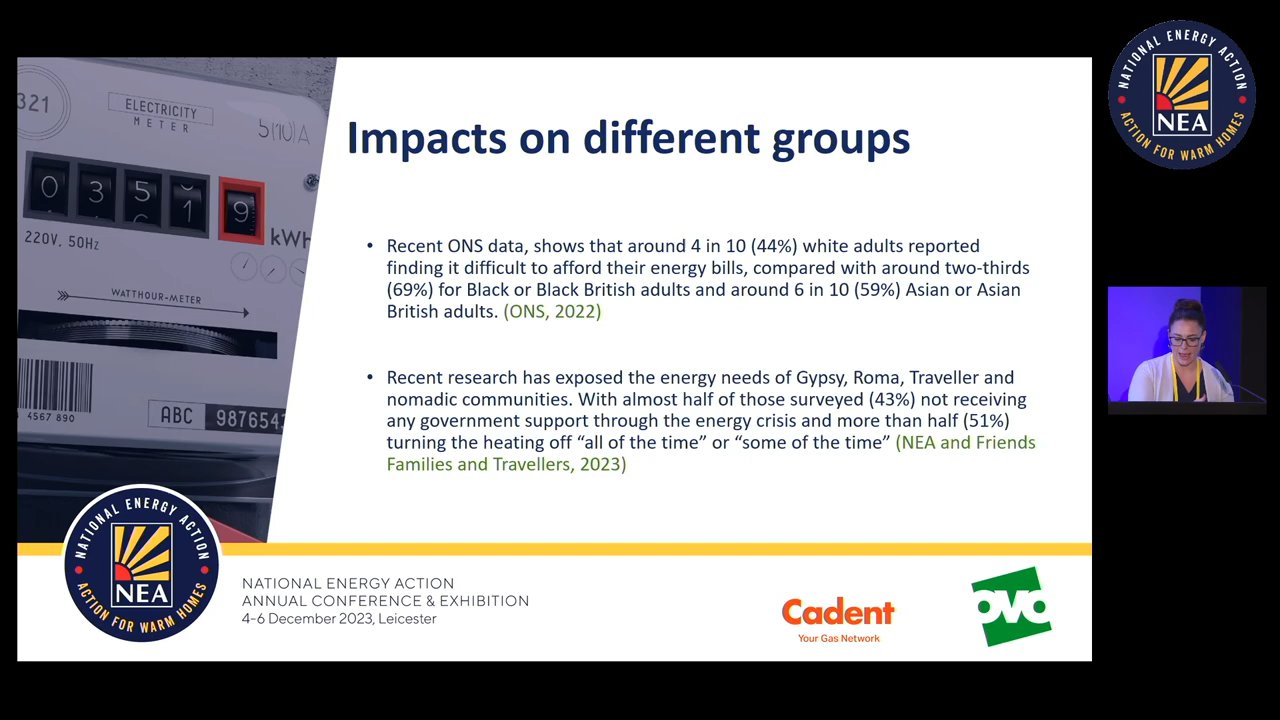 Impacts on different groups
• Recent ONS data, shows that around 4 in 10 (44%) white adults reported
finding it difficult to afford their energy bills, compared with around two-thirds
(69%) for Black or Black British adults and around 6 in 10 (59%) Asian or Asian
British adults. (ONS, 2022)
• Recent research has exposed the energy needs of Gypsy, Roma, Traveller and
nomadic communities. With almost half of those surveyed (43%) not receiving
any government support through the energy crisis and more than half (51%)
turning the heating off “all of the time” or “some of the time” (NEA and Friends
Families and Travellers, 2023)
321
ELECTRICITY
METER
5(10)A
0 3 5 1 9
kWh
220V, 50Hz
WATTHOUR-METER
4567 890
ABC 987654
NATIONAL ENERGY ACTION
NEA
ACTION FOR WARM HOMES
NATIONAL ENERGY ACTION
ANNUAL CONFERENCE & EXHIBITION
4-6 December 2023, Leicester
Cadent
Your Gas Network
ovo
NATIONAL ENERGY ACTION
NEA
ACTION FOR WARM HOMES